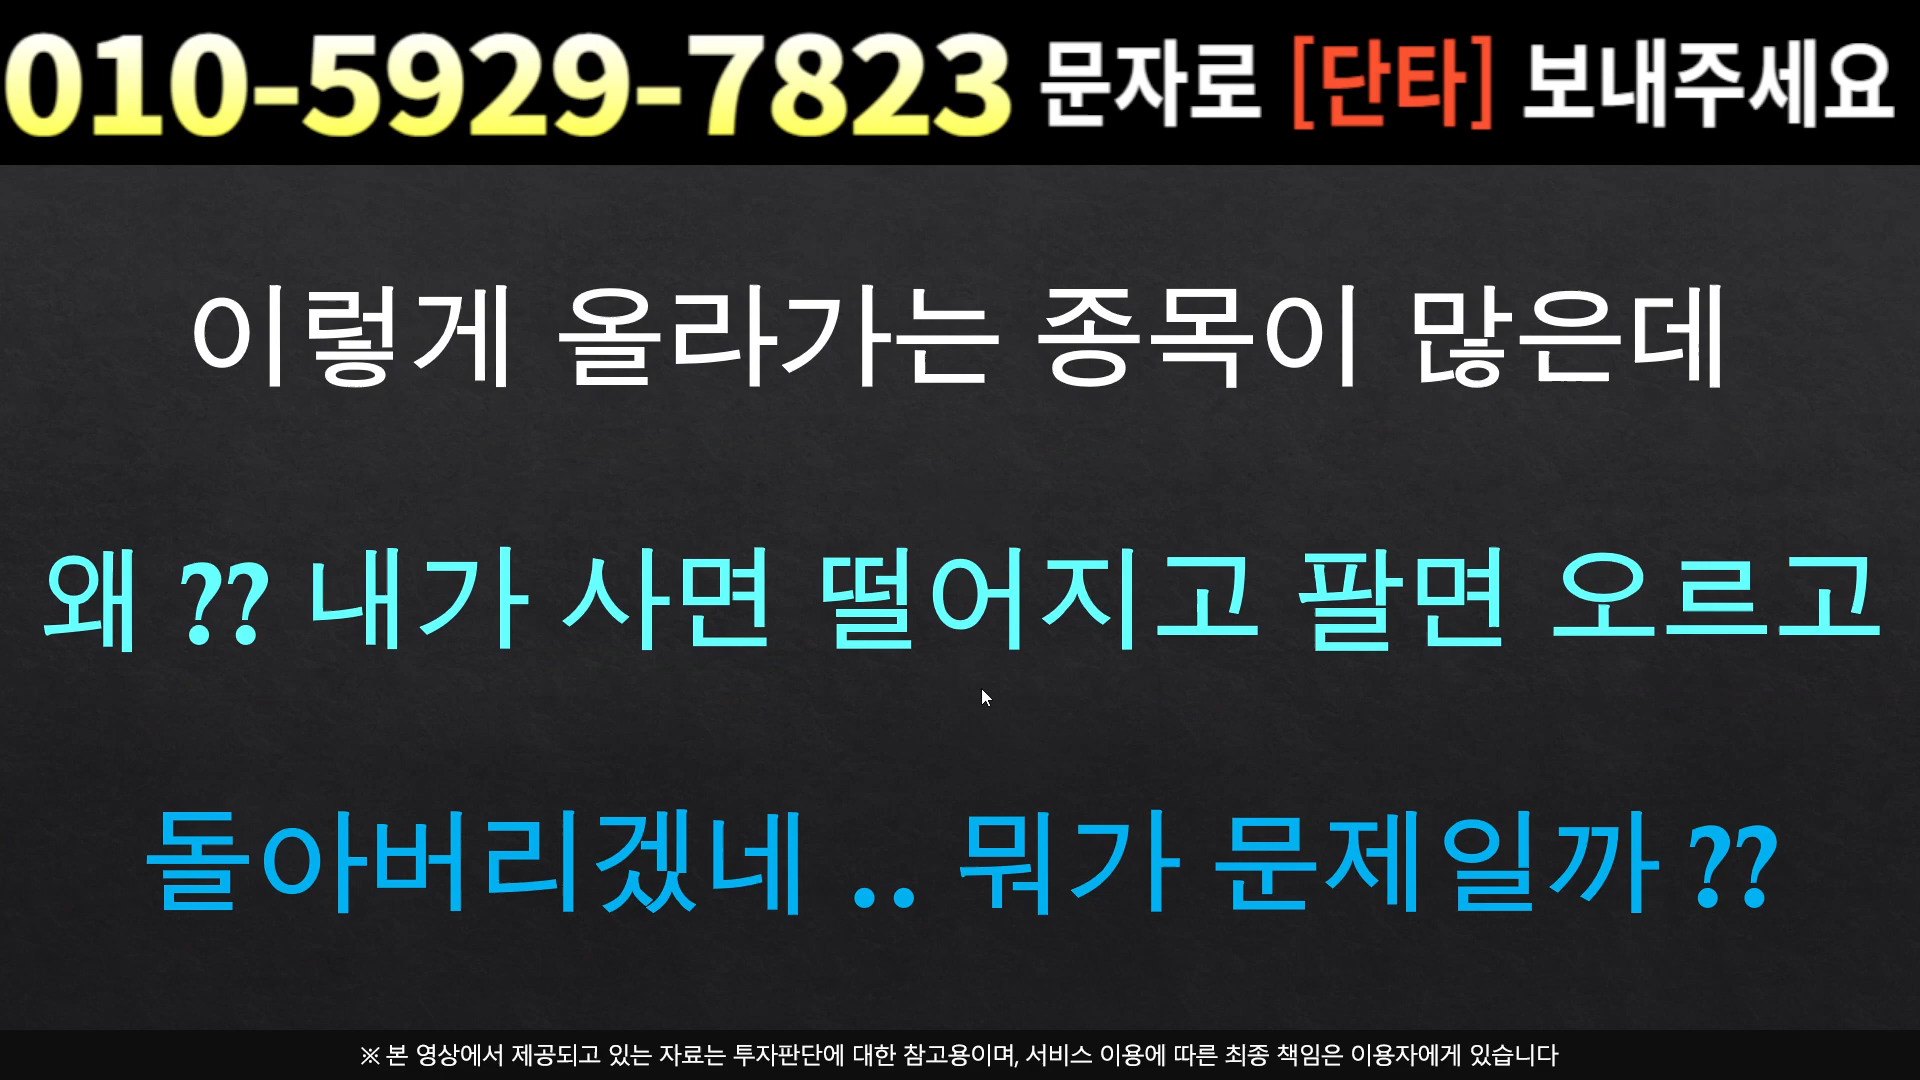 010-5929-7823 문자로 [단타] 보내주세요
이렇게 올라가는 종목이 많은데
왜 ?? 내가 사면 떨어지고 팔면 오르고
돌아버리겠네 .. 뭐가 문제일까 ??
※ 본 영상에서 제공되고 있는 자료는 투자판단에 대한 참고용이며, 서비스 이용에 따른 최종 책임은 이용자에게 있습니다